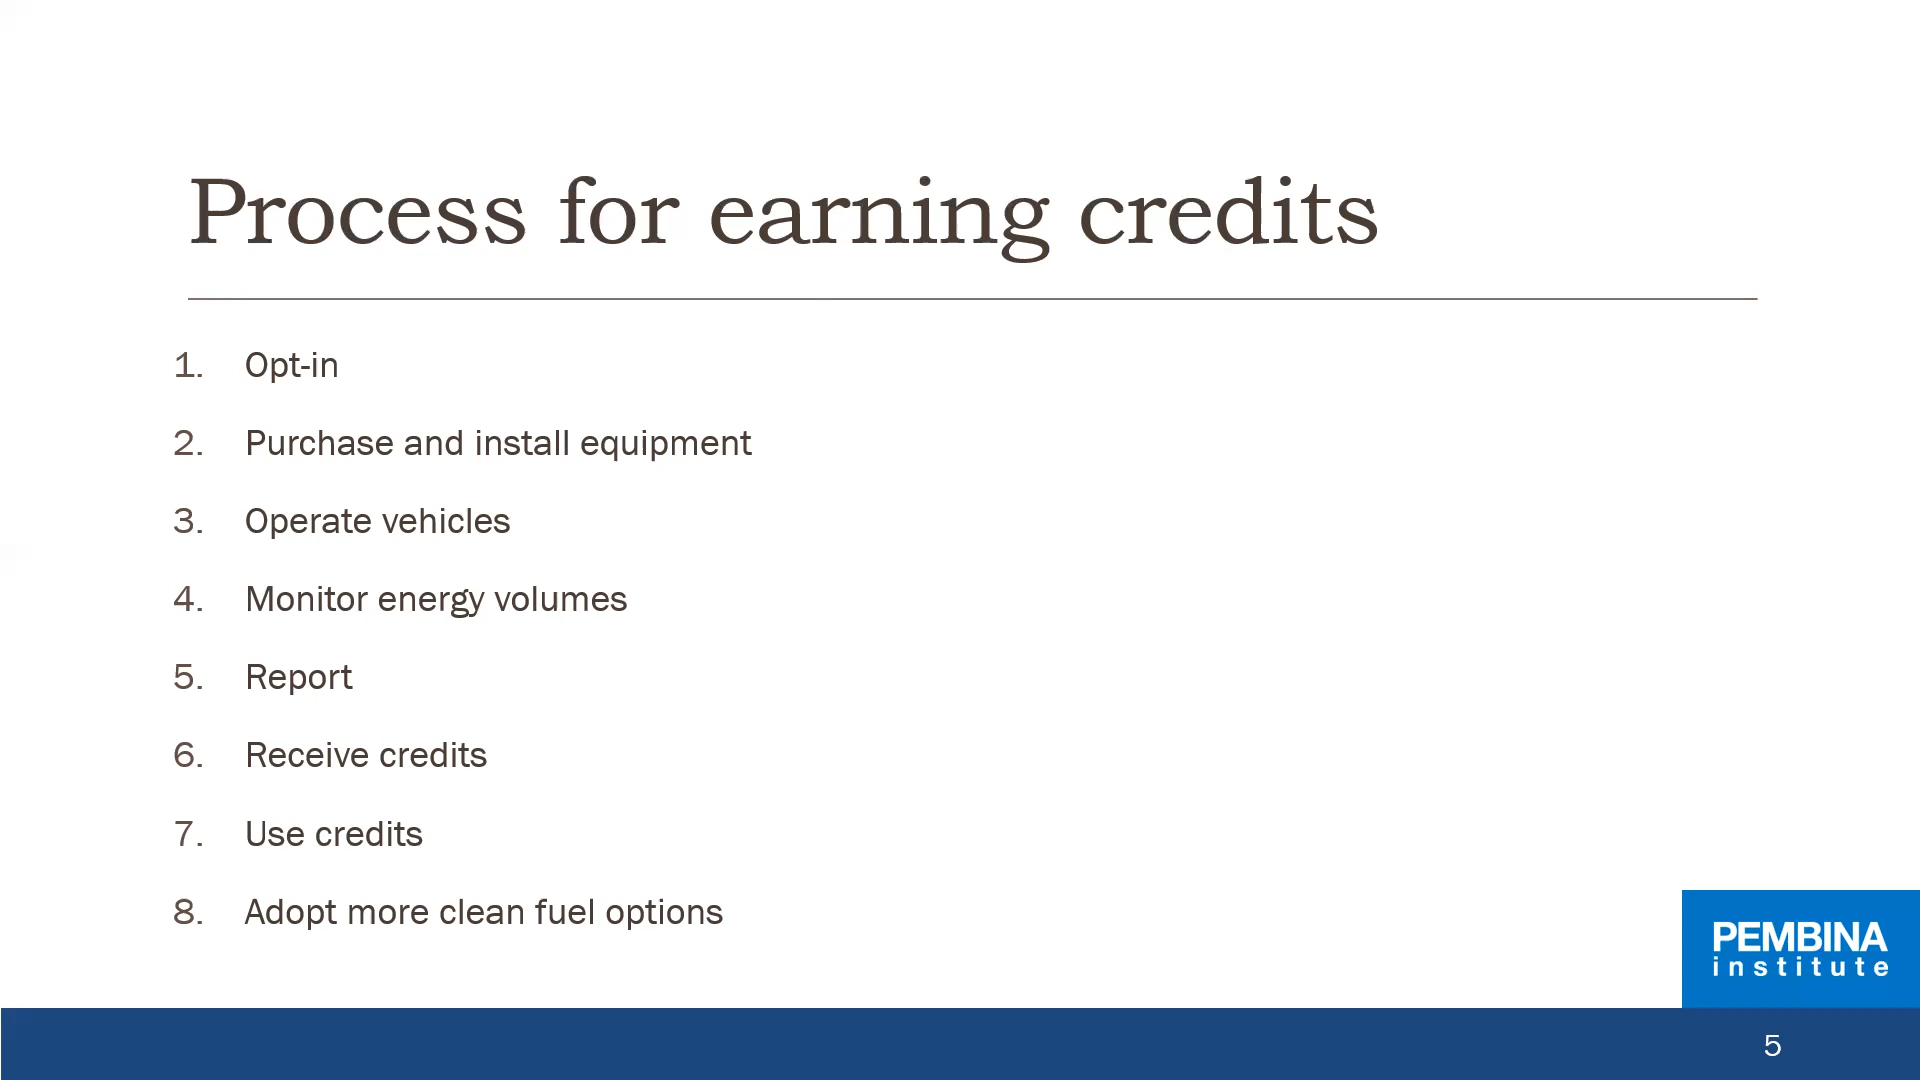 Process for earning credits
1. Opt-in
2. Purchase and install equipment
3. Operate vehicles
4. Monitor energy volumes
5. Report
6. Receive credits
7. Use credits
8. Adopt more clean fuel options
PEMBINA
institute
5